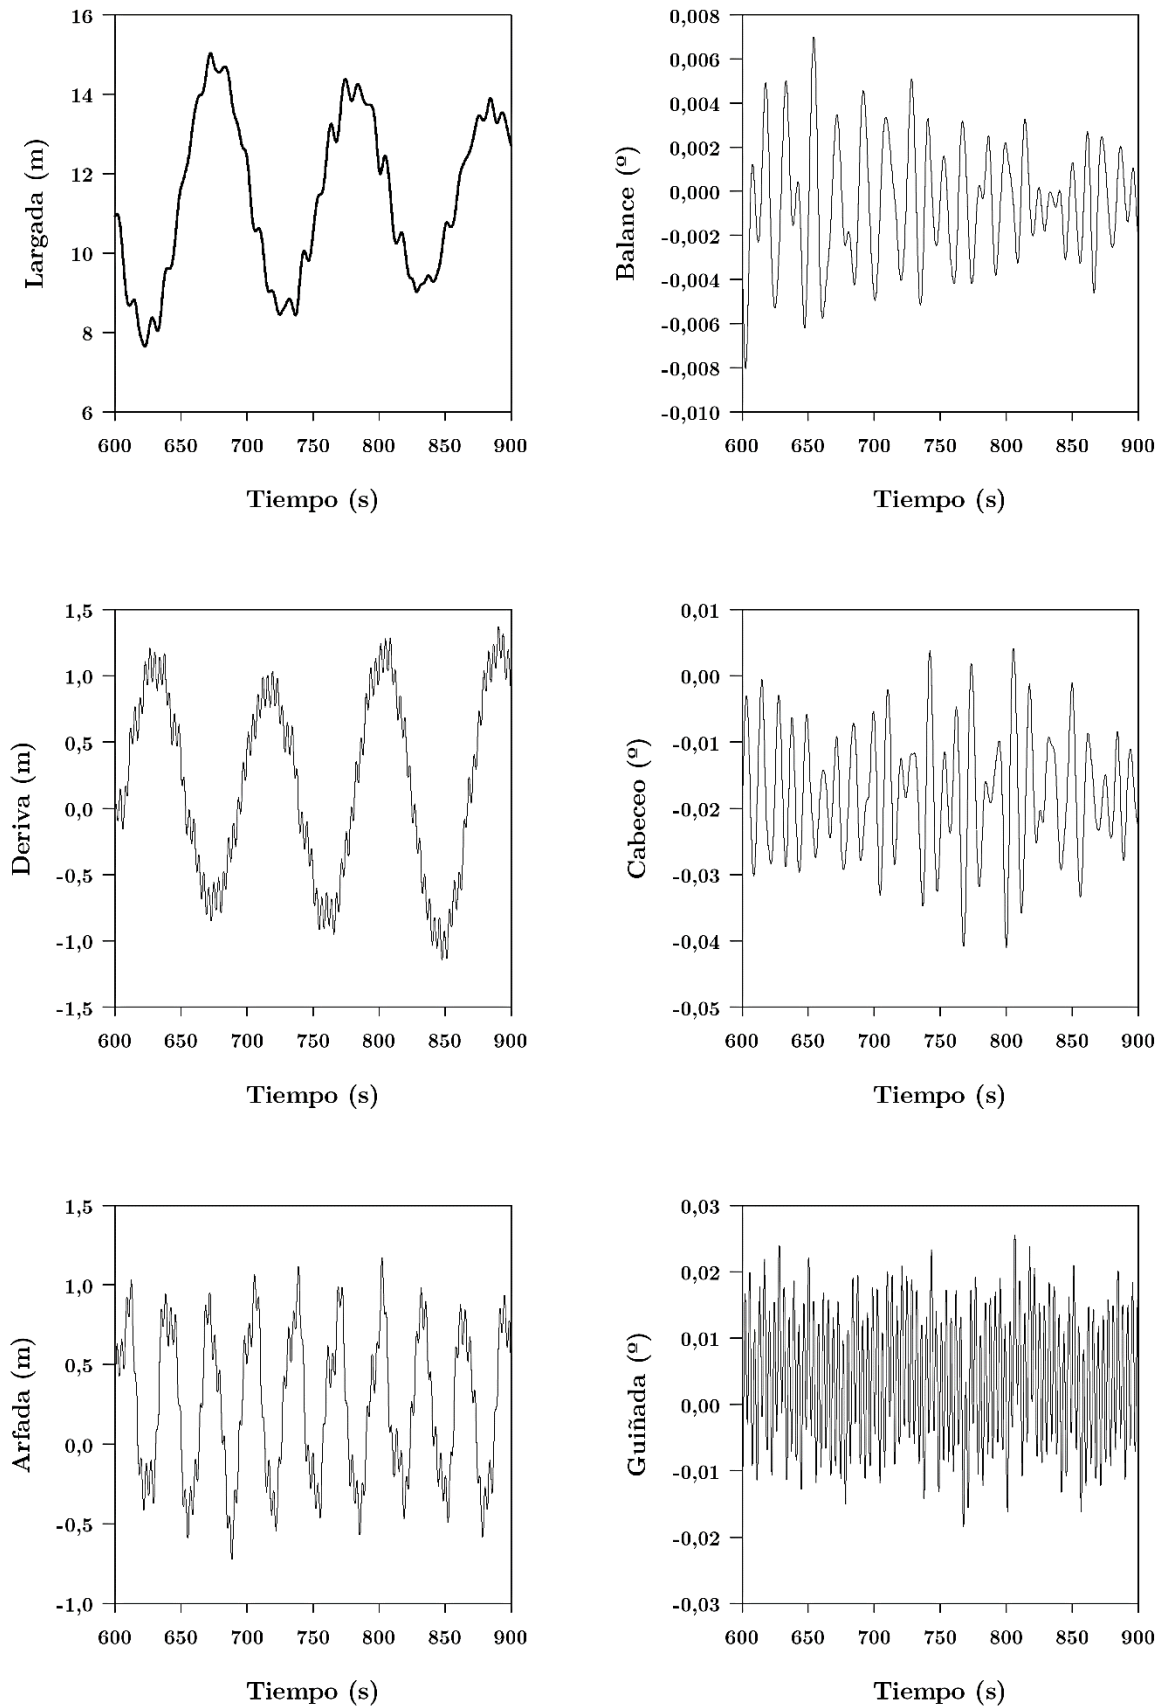 16
14
12
10
8
6
Largada (m)
600 650 700 750 800 850 900
Tiempo (s)
0,008
0,006
0,004
0,002
0,000
-0,002
-0,004
-0,006
-0,008
-0,010
Balance (º)
600 650 700 750 800 850 900
Tiempo (s)
1,5
1,0
0,5
0,0
-0,5
-1,0
-1,5
Deriva (m)
600 650 700 750 800 850 900
Tiempo (s)
0,01
0,00
-0,01
-0,02
-0,03
-0,04
-0,05
Cabeceo (º)
600 650 700 750 800 850 900
Tiempo (s)
1,5
1,0
0,5
0,0
-0,5
-1,0
Arfada (m)
600 650 700 750 800 850 900
Tiempo (s)
0,03
0,02
0,01
0,00
-0,01
-0,02
-0,03
Guiñada (º)
600 650 700 750 800 850 900
Tiempo (s)